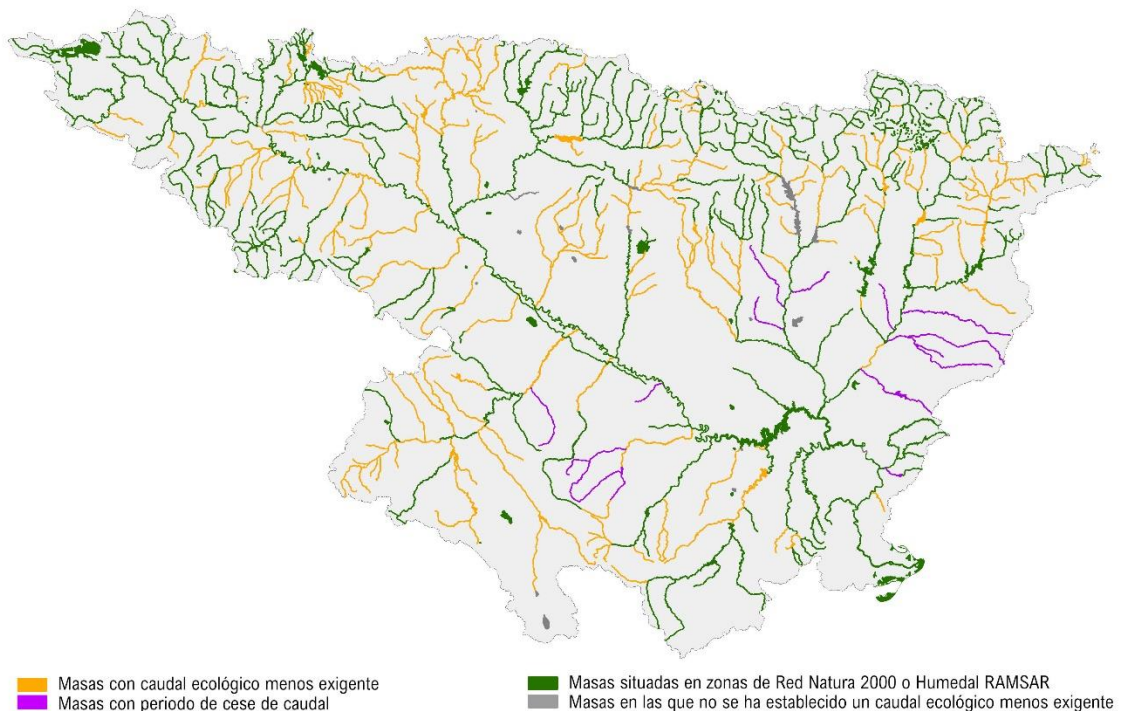 Masas con caudal ecológico menos exigente
Masas con periodo de cese de caudal
Masas situadas en zonas de Red Natura 2000 o Humedal RAMSAR
Masas en las que no se ha establecido un caudal ecológico menos exigente